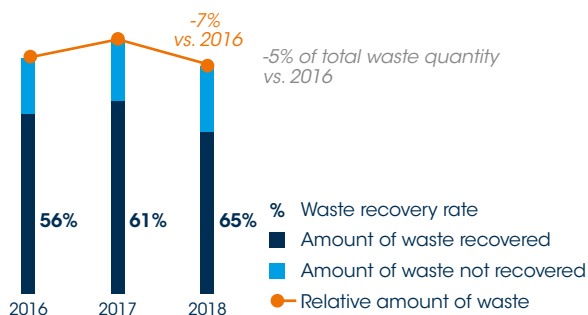 -7%
vs. 2016
-5% of total waste quantity
vs. 2016
56%
61%
65%
% Waste recovery rate
Amount of waste recovered
Amount of waste not recovered
Relative amount of waste
2016
2017
2018